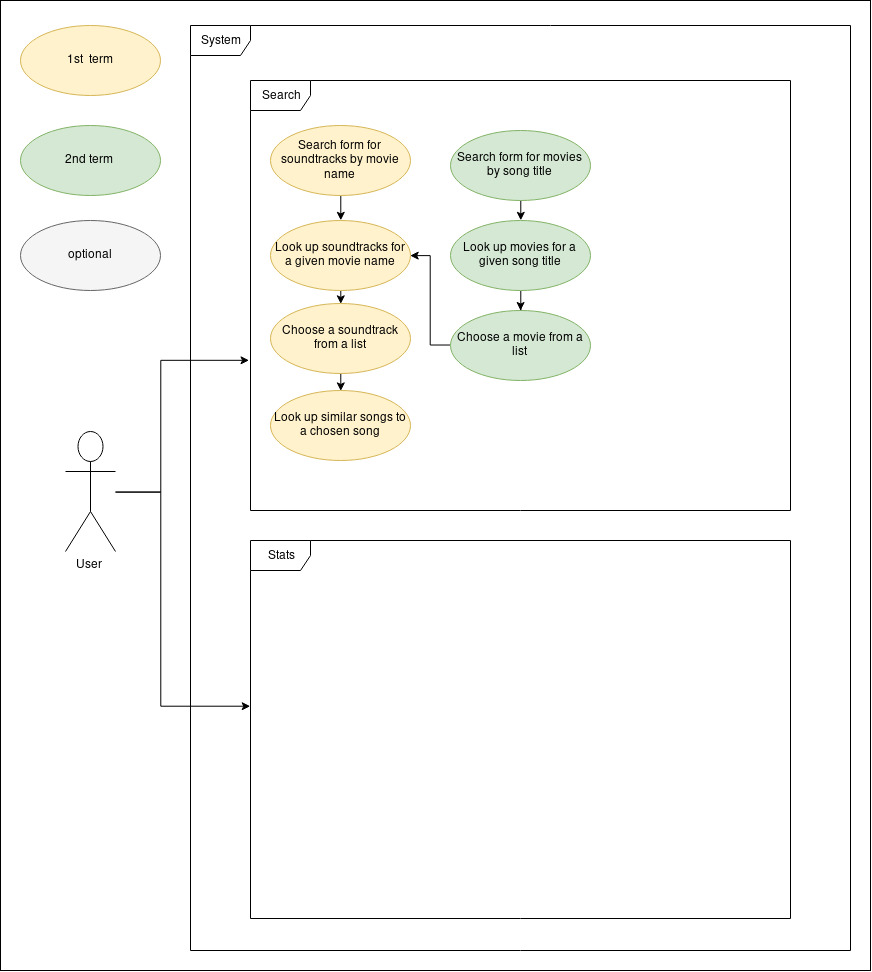 1st term
2nd term
optional
System
Search
Search form for
soundtracks by movie
name
Search form for movies
by song title
Look up soundtracks for
a given movie name
Look up movies for a
given song title
Choose a soundtrack
from a list
Choose a movie from a
list
Look up similar songs to
a chosen song
User
Stats